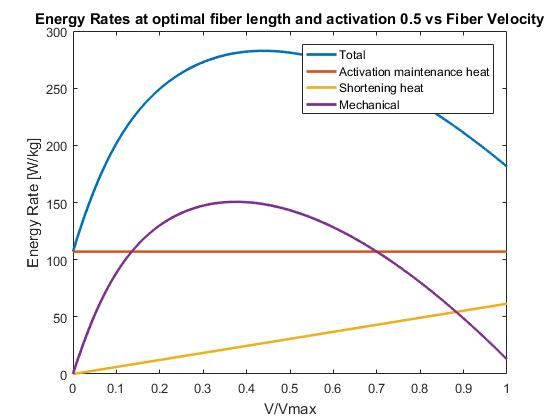 Energy Rates at optimal fiber length and activation 0.5 vs Fiber Velocity
300
250
200
150
100
50
0
Energy Rate [W/kg]
Total
Activation maintenance heat
Shortening heat
Mechanical
0 0.1 0.2 0.3 0.4 0.5 0.6 0.7 0.8 0.9 1
V/Vmax